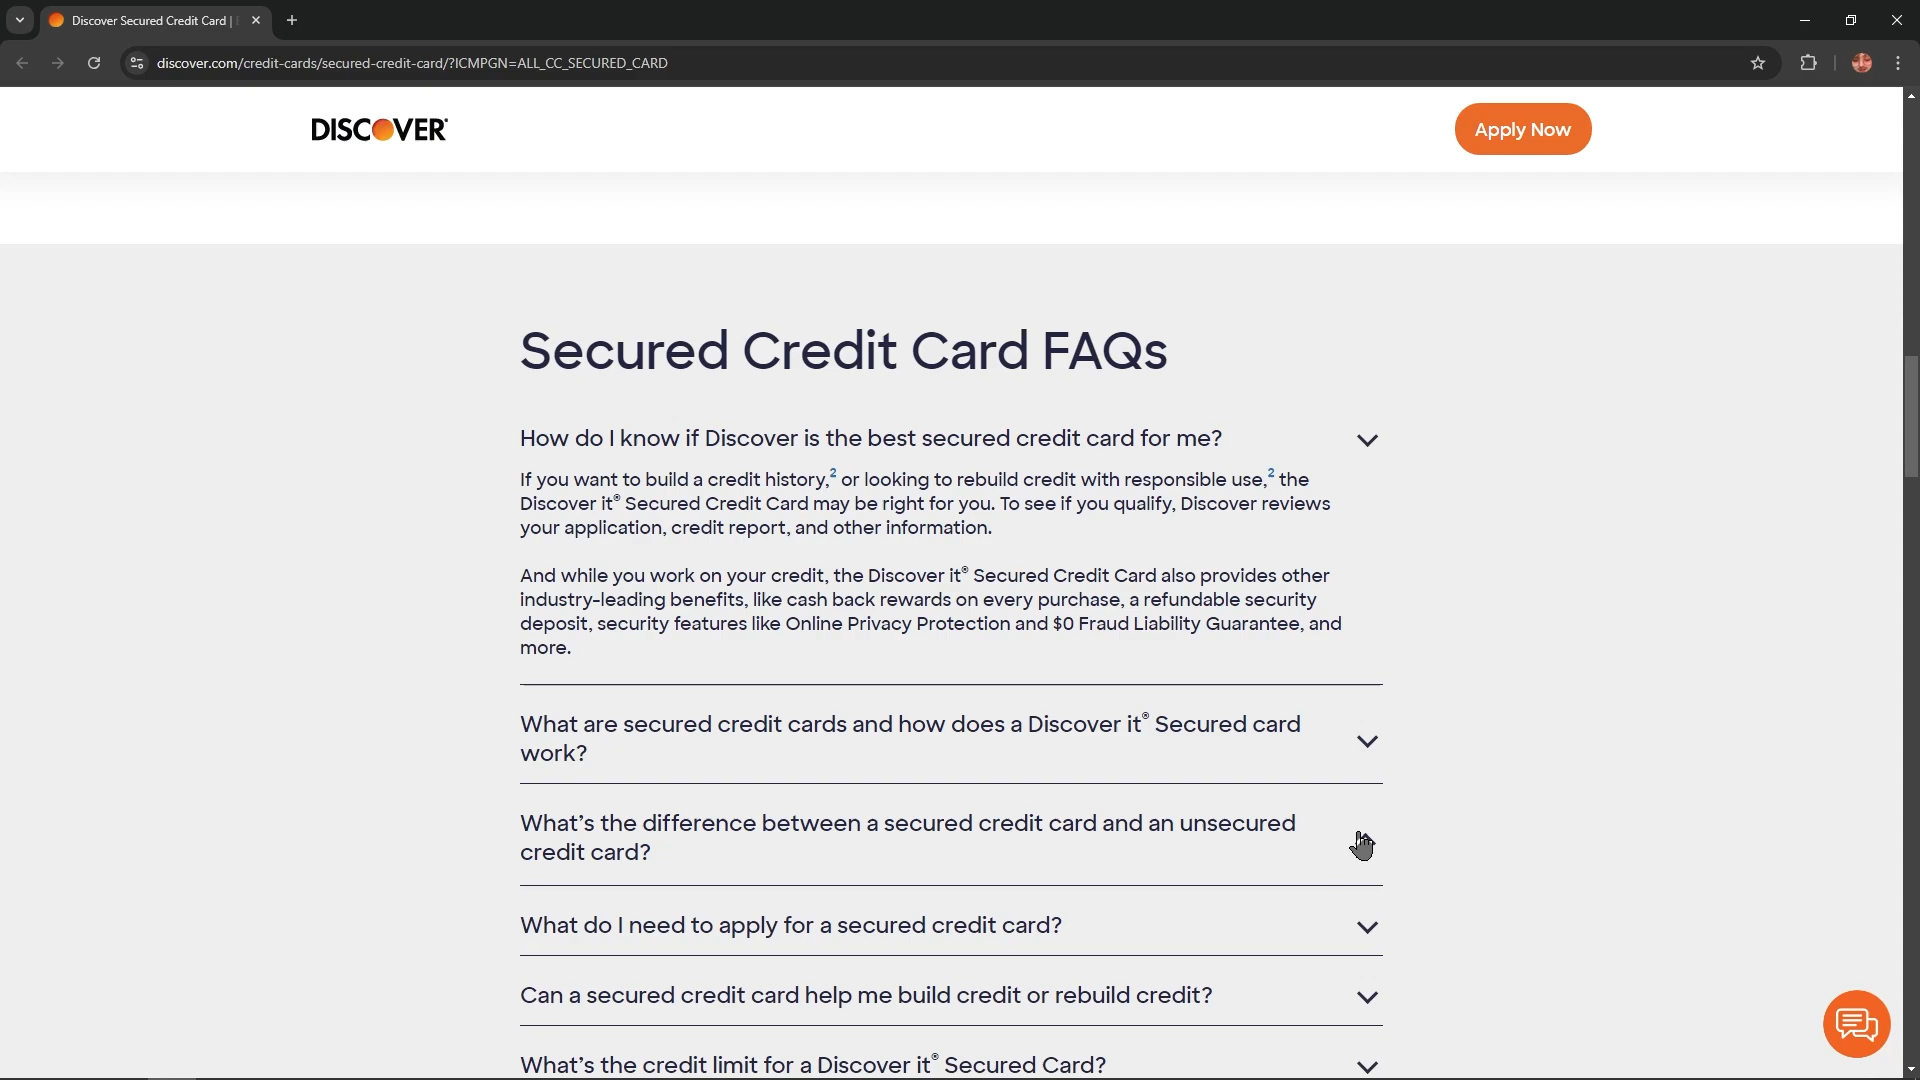 Discover Secured Credit Card |
discover.com/credit-cards/secured-credit-card/?ICMPGN=ALL_CC_SECURED_CARD
DISCOVER®
Apply Now
Secured Credit Card FAQs
How do I know if Discover is the best secured credit card for me?
If you want to build a credit history,² or looking to rebuild credit with responsible use,² the
Discover it® Secured Credit Card may be right for you. To see if you qualify, Discover reviews
your application, credit report, and other information.
And while you work on your credit, the Discover it® Secured Credit Card also provides other
industry-leading benefits, like cash back rewards on every purchase, a refundable security
deposit, security features like Online Privacy Protection and $0 Fraud Liability Guarantee, and
more.
What are secured credit cards and how does a Discover it® Secured card
work?
What’s the difference between a secured credit card and an unsecured
credit card?
What do I need to apply for a secured credit card?
Can a secured credit card help me build credit or rebuild credit?
What’s the credit limit for a Discover it® Secured Card?